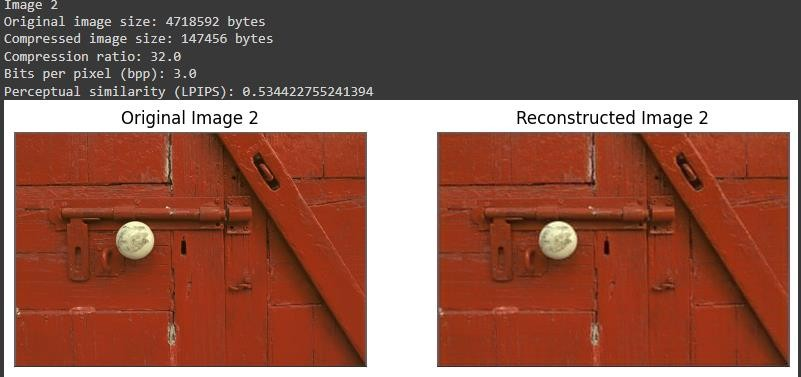 Image 2
Original image size: 4718592 bytes
Compressed image size: 147456 bytes
Compression ratio: 32.0
Bits per pixel (bpp): 3.0
Perceptual similarity (LPIPS): 0.534422755241394
Original Image 2
Reconstructed Image 2